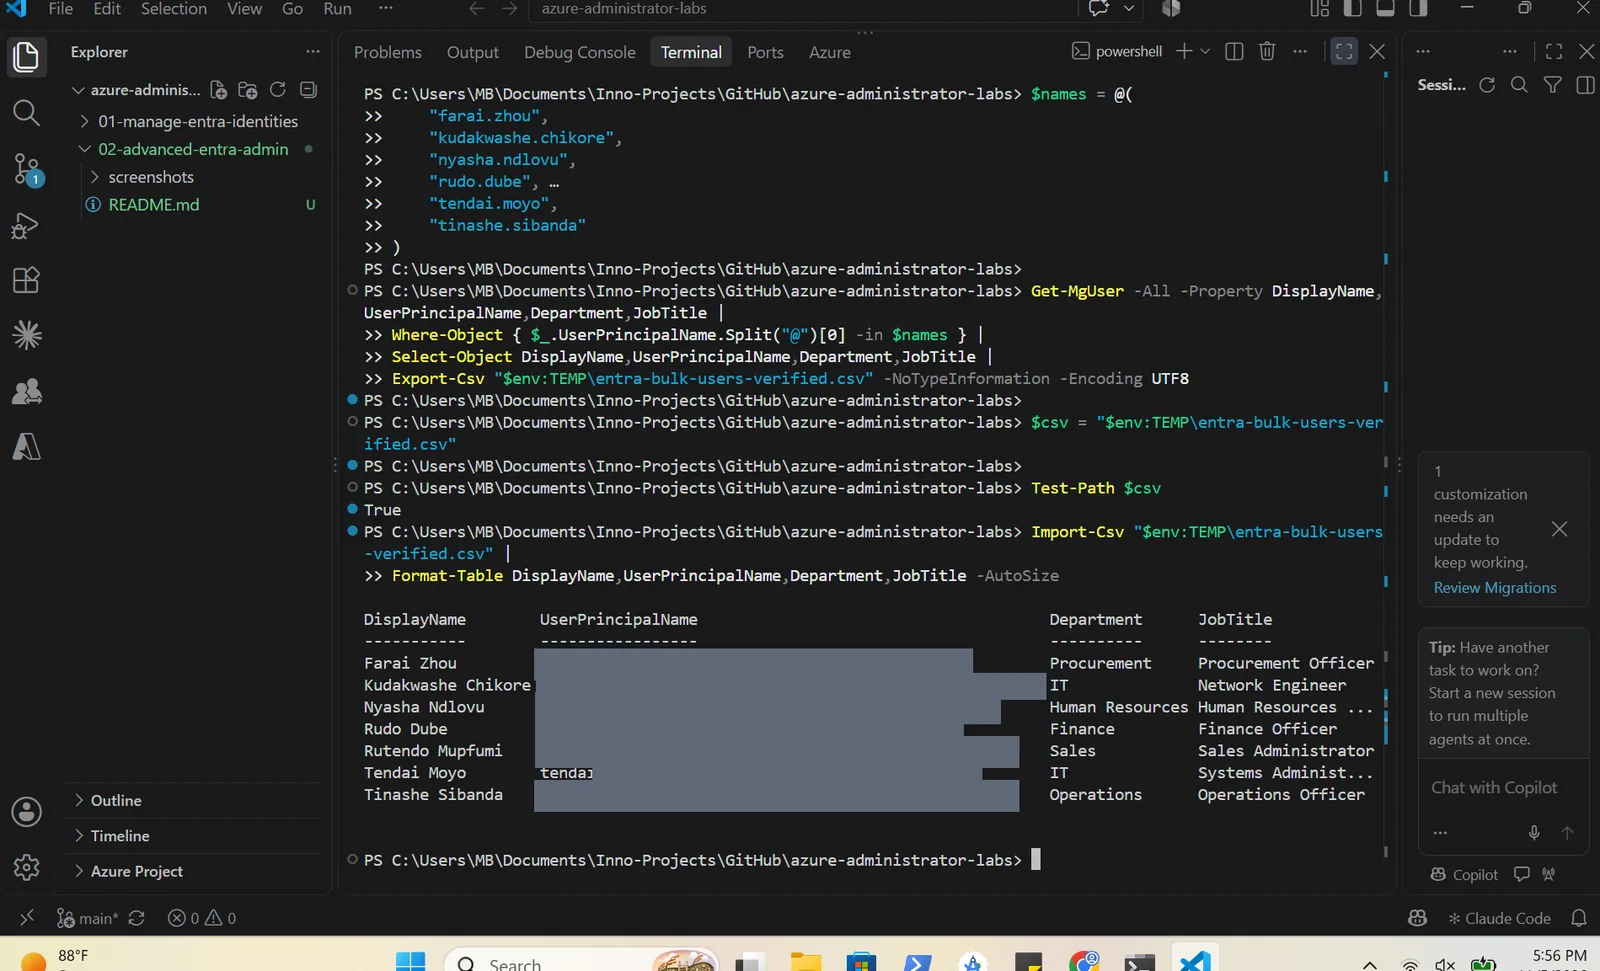 File Edit Selection View Go Run ···
azure-administrator-labs
Explorer
azure-adminis...
01-manage-entra-identities
02-advanced-entra-admin
screenshots
README.md U
1
Outline
Timeline
Azure Project
Problems Output Debug Console Terminal Ports Azure
powershell
PS C:\Users\MB\Documents\Inno-Projects\GitHub\azure-administrator-labs> $names = @(
>> "farai.zhou",
>> "kudakwashe.chikore",
>> "nyasha.ndlovu",
>> "rudo.dube", …
>> "tendai.moyo",
>> "tinashe.sibanda"
>> )
PS C:\Users\MB\Documents\Inno-Projects\GitHub\azure-administrator-labs>
PS C:\Users\MB\Documents\Inno-Projects\GitHub\azure-administrator-labs> Get-MgUser -All -Property DisplayName,
UserPrincipalName,Department,JobTitle |
>> Where-Object { $_.UserPrincipalName.Split("@")[0] -in $names } |
>> Select-Object DisplayName,UserPrincipalName,Department,JobTitle |
>> Export-Csv "$env:TEMP\entra-bulk-users-verified.csv" -NoTypeInformation -Encoding UTF8
PS C:\Users\MB\Documents\Inno-Projects\GitHub\azure-administrator-labs>
PS C:\Users\MB\Documents\Inno-Projects\GitHub\azure-administrator-labs> $csv = "$env:TEMP\entra-bulk-users-ver
ified.csv"
PS C:\Users\MB\Documents\Inno-Projects\GitHub\azure-administrator-labs>
PS C:\Users\MB\Documents\Inno-Projects\GitHub\azure-administrator-labs> Test-Path $csv
True
PS C:\Users\MB\Documents\Inno-Projects\GitHub\azure-administrator-labs> Import-Csv "$env:TEMP\entra-bulk-users
-verified.csv" |
>> Format-Table DisplayName,UserPrincipalName,Department,JobTitle -AutoSize
DisplayName UserPrincipalName Department JobTitle
----------- ----------------- ---------- --------
Farai Zhou Procurement Procurement Officer
Kudakwashe Chikore IT Network Engineer
Nyasha Ndlovu Human Resources Human Resources ...
Rudo Dube Finance Finance Officer
Rutendo Mupfumi Sales Sales Administrator
Tendai Moyo tendai IT Systems Administ...
Tinashe Sibanda Operations Operations Officer
PS C:\Users\MB\Documents\Inno-Projects\GitHub\azure-administrator-labs>
Sessi...
1
customization
needs an
update to
keep working.
Review Migrations
Tip: Have another
task to work on?
Start a new session
to run multiple
agents at once.
Chat with Copilot
Copilot
main* 0 0
Claude Code
88°F
Search
5:56 PM